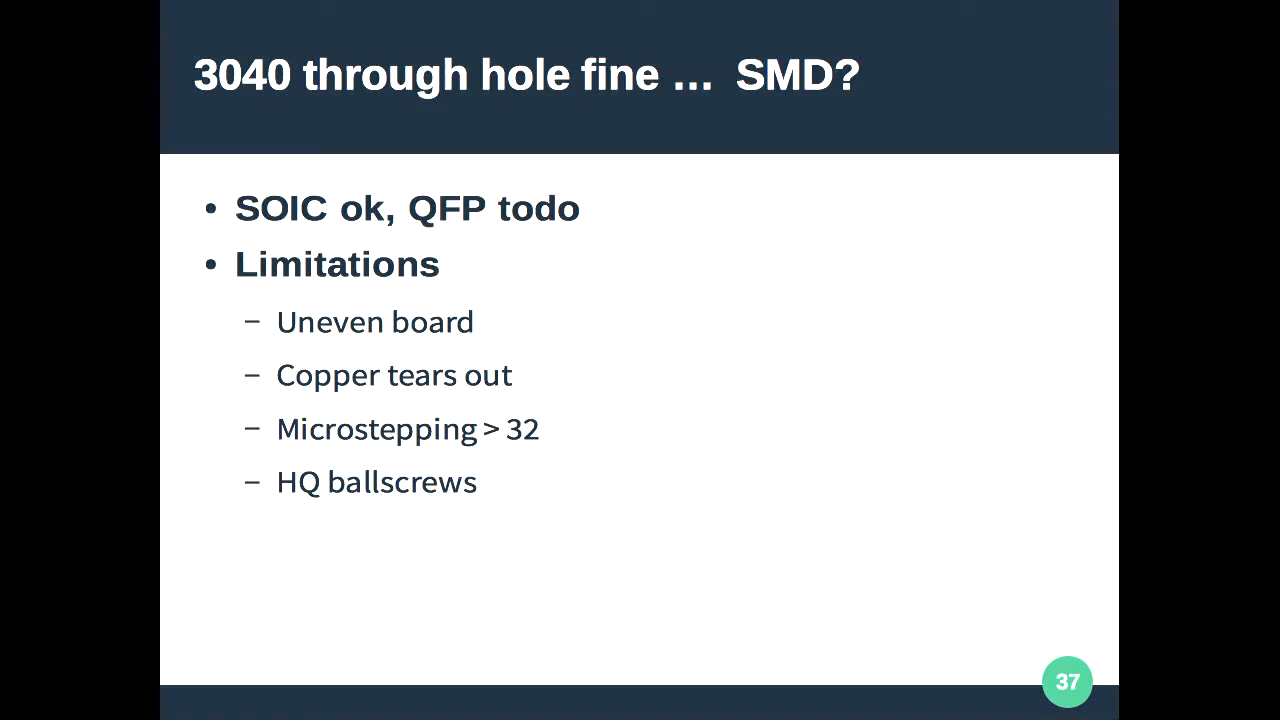 3040 through hole fine … SMD?
• SOIC ok, QFP todo
• Limitations
– Uneven board
– Copper tears out
– Microstepping > 32
– HQ ballscrews
37